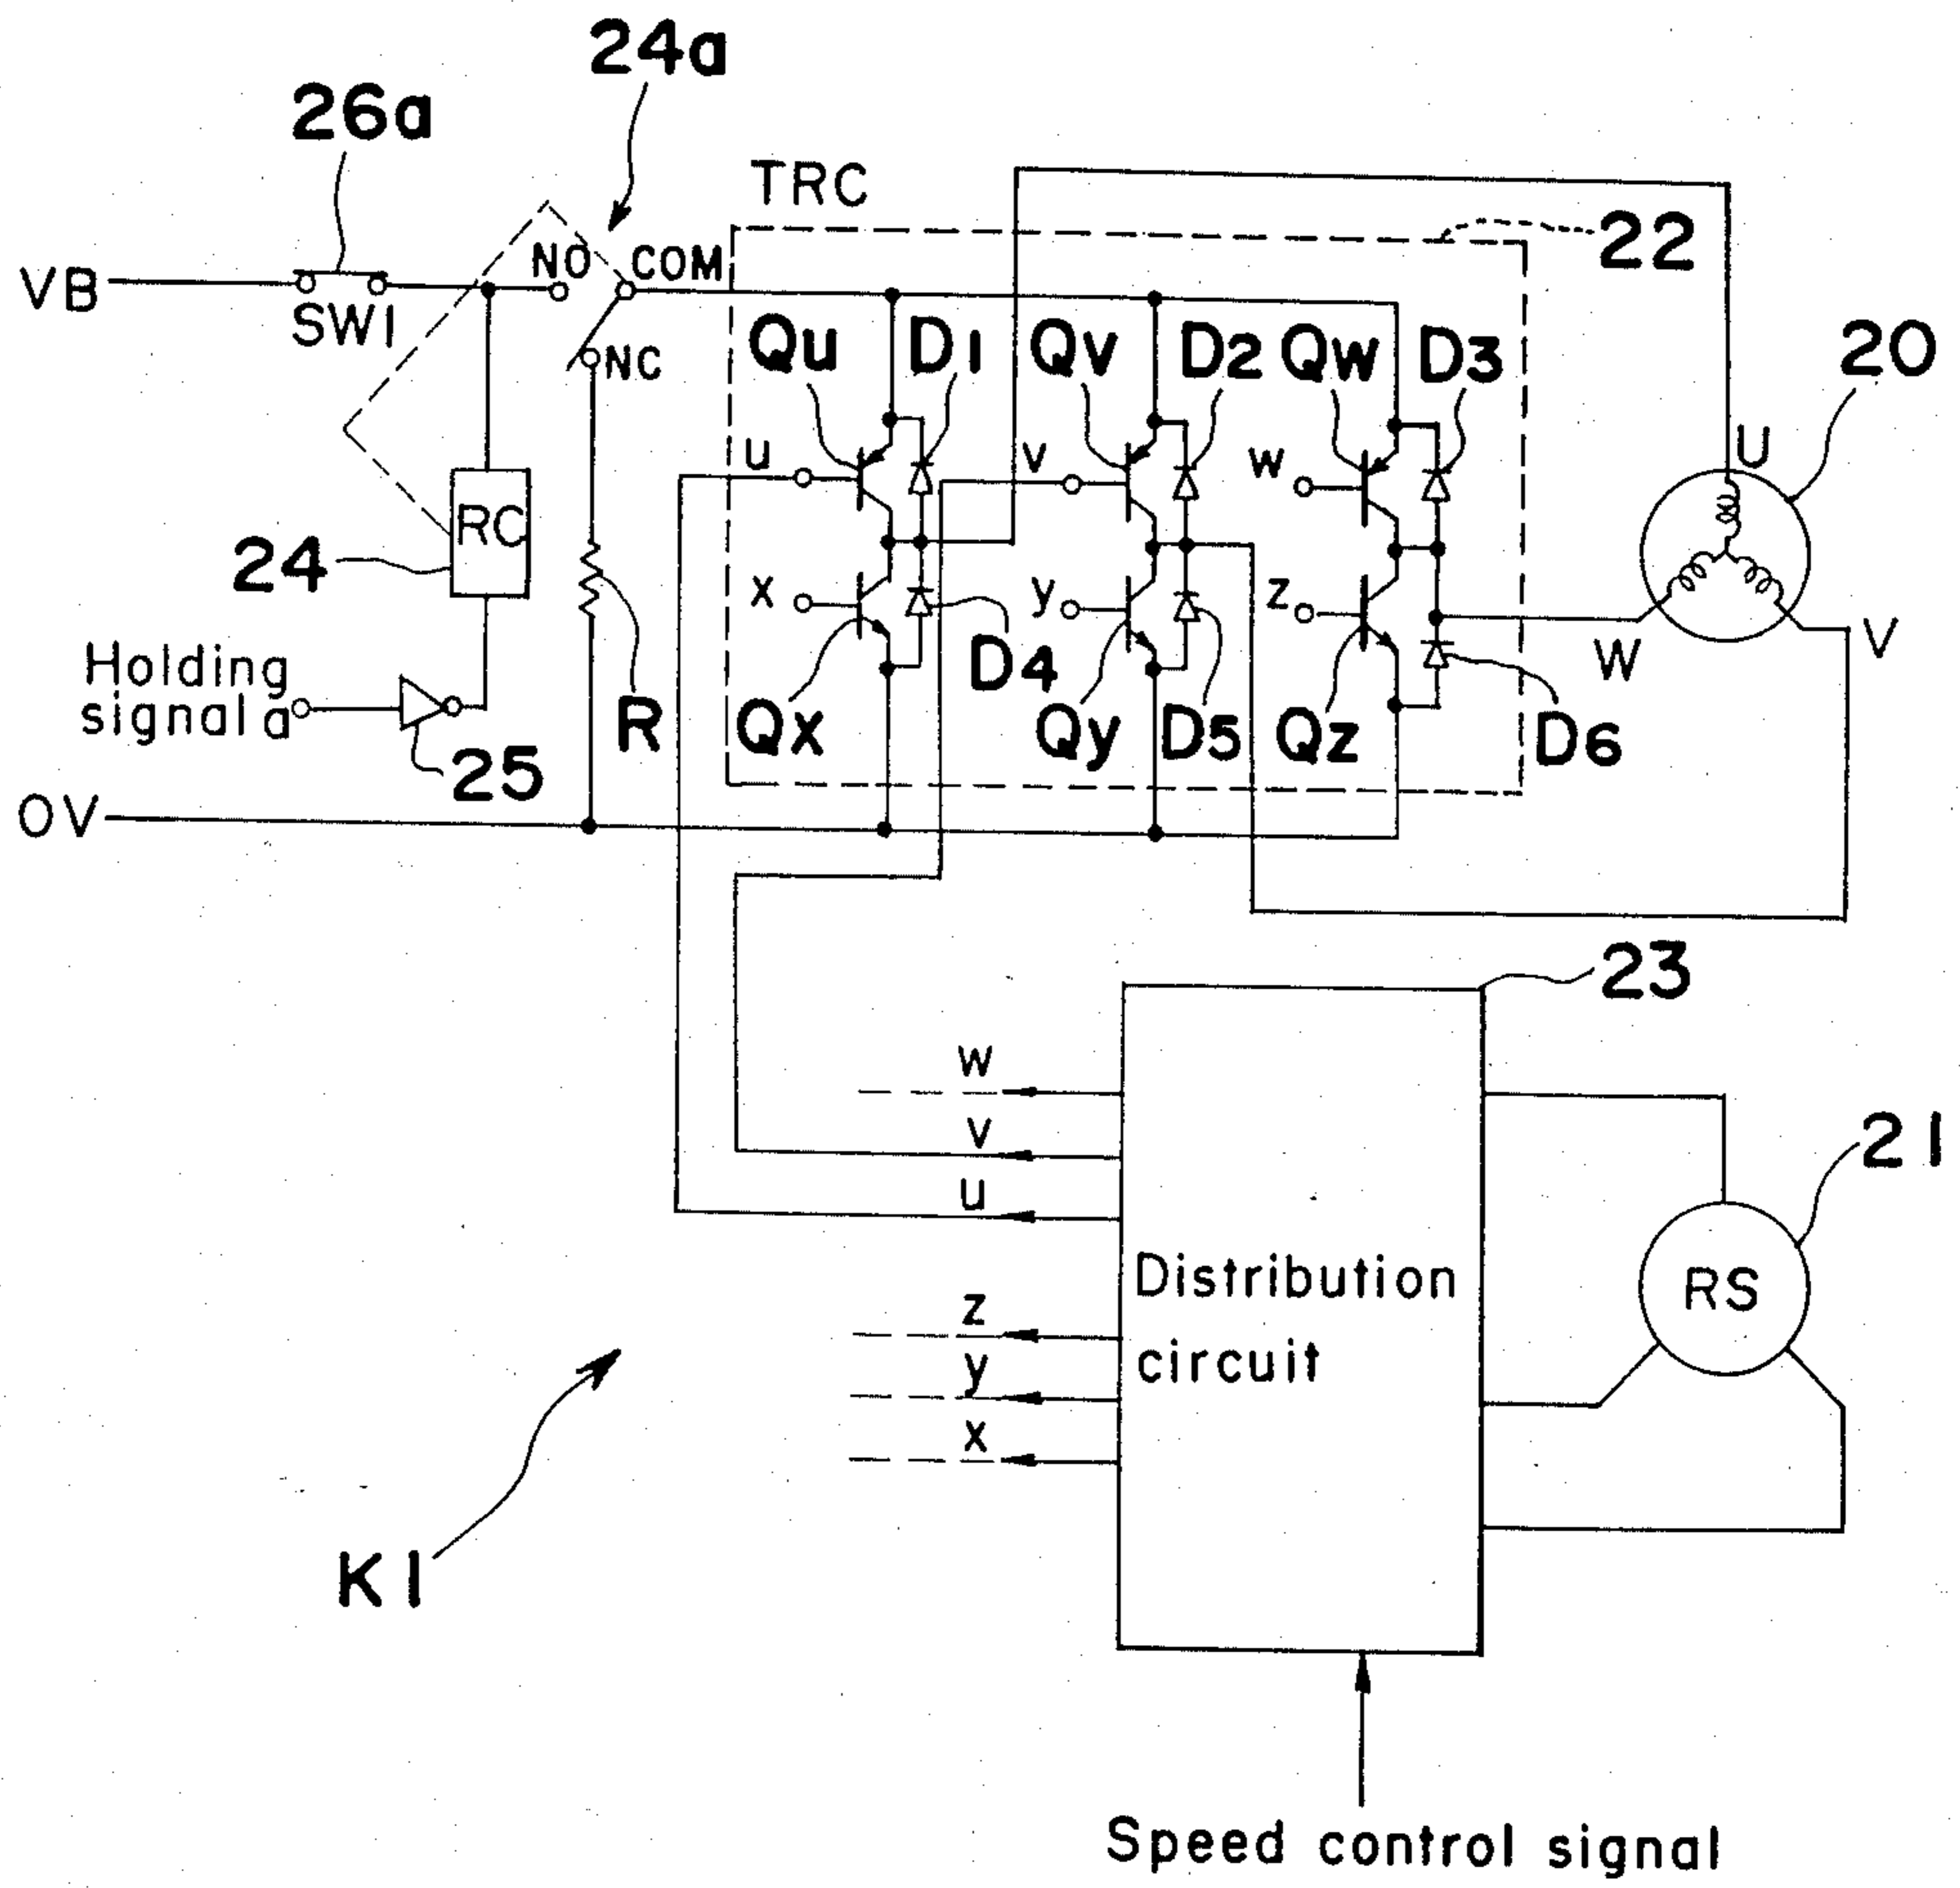 24a
26a
TRC
22
VB
NO
COM
SW1
NC
Qu
D1
Qv
D2
Qw
D3
20
u
v
w
U
RC
24
x
y
z
D4
W
V
Holding
signal a
25
R
Qx
Qy
D5
Qz
D6
0V
23
w
v
u
21
Distribution
circuit
RS
z
y
x
K1
Speed control signal